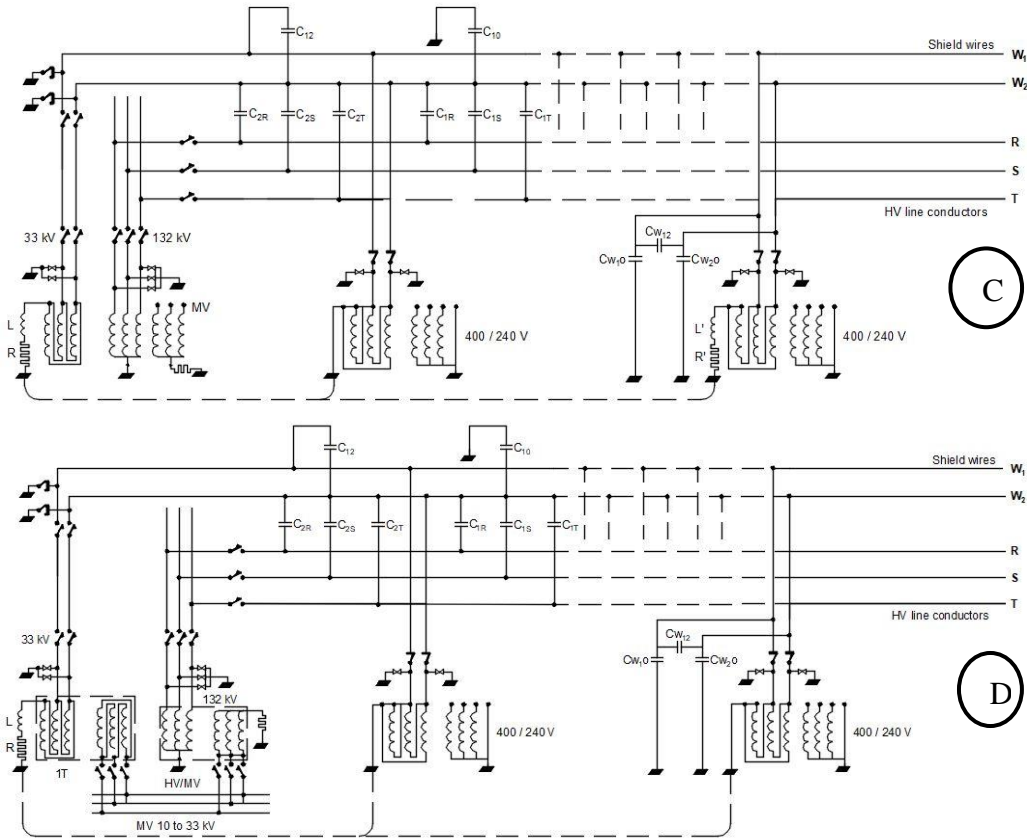 C12
C10
Shield wires
W1
W2
C2R
C2S
C2T
C1R
C1S
C1T
R
S
T
HV line conductors
33 kV
132 kV
Cw12
Cw1o
Cw2o
C
MV
L
R
400 / 240 V
L'
R'
400 / 240 V
C12
C10
Shield wires
W1
W2
C2R
C2S
C2T
C1R
C1S
C1T
R
S
T
HV line conductors
33 kV
Cw12
Cw1o
Cw2o
D
132 kV
L
R
400 / 240 V
400 / 240 V
1T
HV/MV
MV 10 to 33 kV